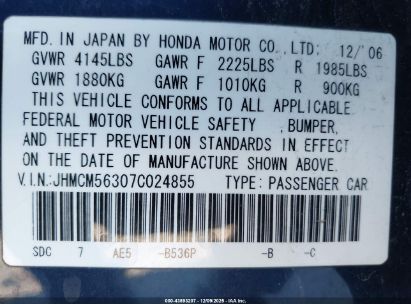 MFD. IN JAPAN BY HONDA MOTOR CO., LTD: 12/'06
GVWR 4145LBS GAWR F 2225LBS R 1985LBS
GVWR 1880KG GAWR F 1010KG R 900KG
THIS VEHICLE CONFORMS TO ALL APPLICABLE
FEDERAL MOTOR VEHICLE SAFETY , BUMPER,
AND THEFT PREVENTION STANDARDS IN EFFECT
ON THE DATE OF MANUFACTURE SHOWN ABOVE.
V.I.N:JHMCM56307C024855 TYPE: PASSENGER CAR
SDC 7 AE5 -B536P -B -C